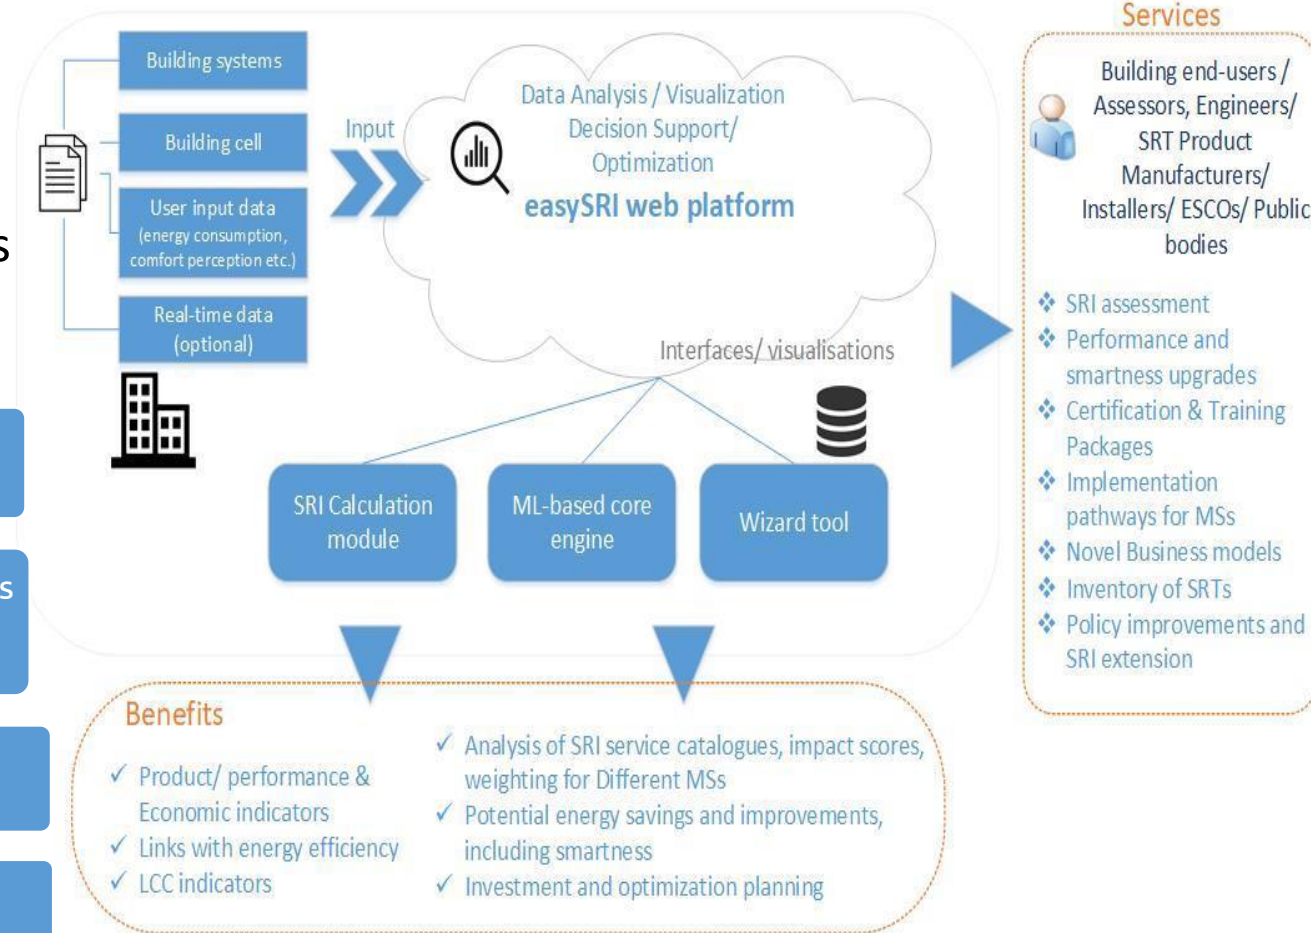 Building systems
Building cell
User input data
(energy consumption,
comfort perception etc.)
Real-time data
(optional)
Input
Data Analysis / Visualization
Decision Support/
Optimization
easySRI web platform
Interfaces/ visualisations
SRI Calculation
module
ML-based core
engine
Wizard tool
s
s
Services
Building end-users /
Assessors, Engineers/
SRT Product
Manufacturers/
Installers/ ESCOs/ Public
bodies
❖ SRI assessment
❖ Performance and
smartness upgrades
❖ Certification & Training
Packages
❖ Implementation
pathways for MSs
❖ Novel Business models
❖ Inventory of SRTs
❖ Policy improvements and
SRI extension
Benefits
✓ Product/ performance &
Economic indicators
✓ Links with energy efficiency
✓ LCC indicators
✓ Analysis of SRI service catalogues, impact scores,
weighting for Different MSs
✓ Potential energy savings and improvements,
including smartness
✓ Investment and optimization planning